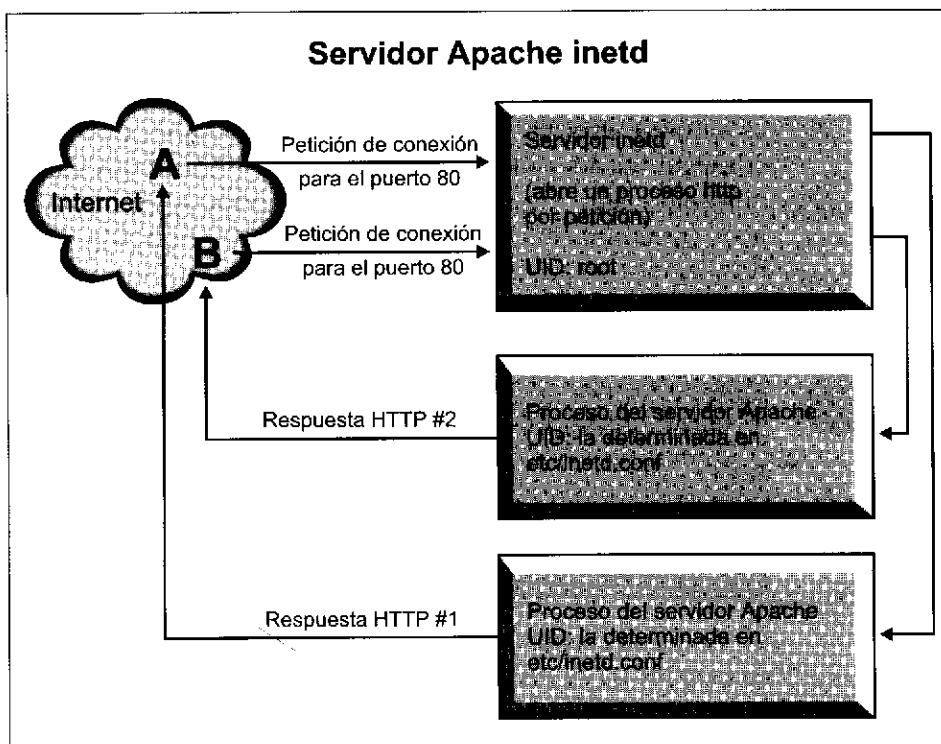 Servidor Apache inetd
A
Internet
B
Petición de conexión
para el puerto 80
Petición de conexión
para el puerto 80
Servidor inetd
(abre un proceso http
por petición)
UID: root
Respuesta HTTP #2
Proceso del servidor Apache
UID: la determinada en
etc/inetd.conf
Respuesta HTTP #1
Proceso del servidor Apache
UID: la determinada en
etc/inetd.conf